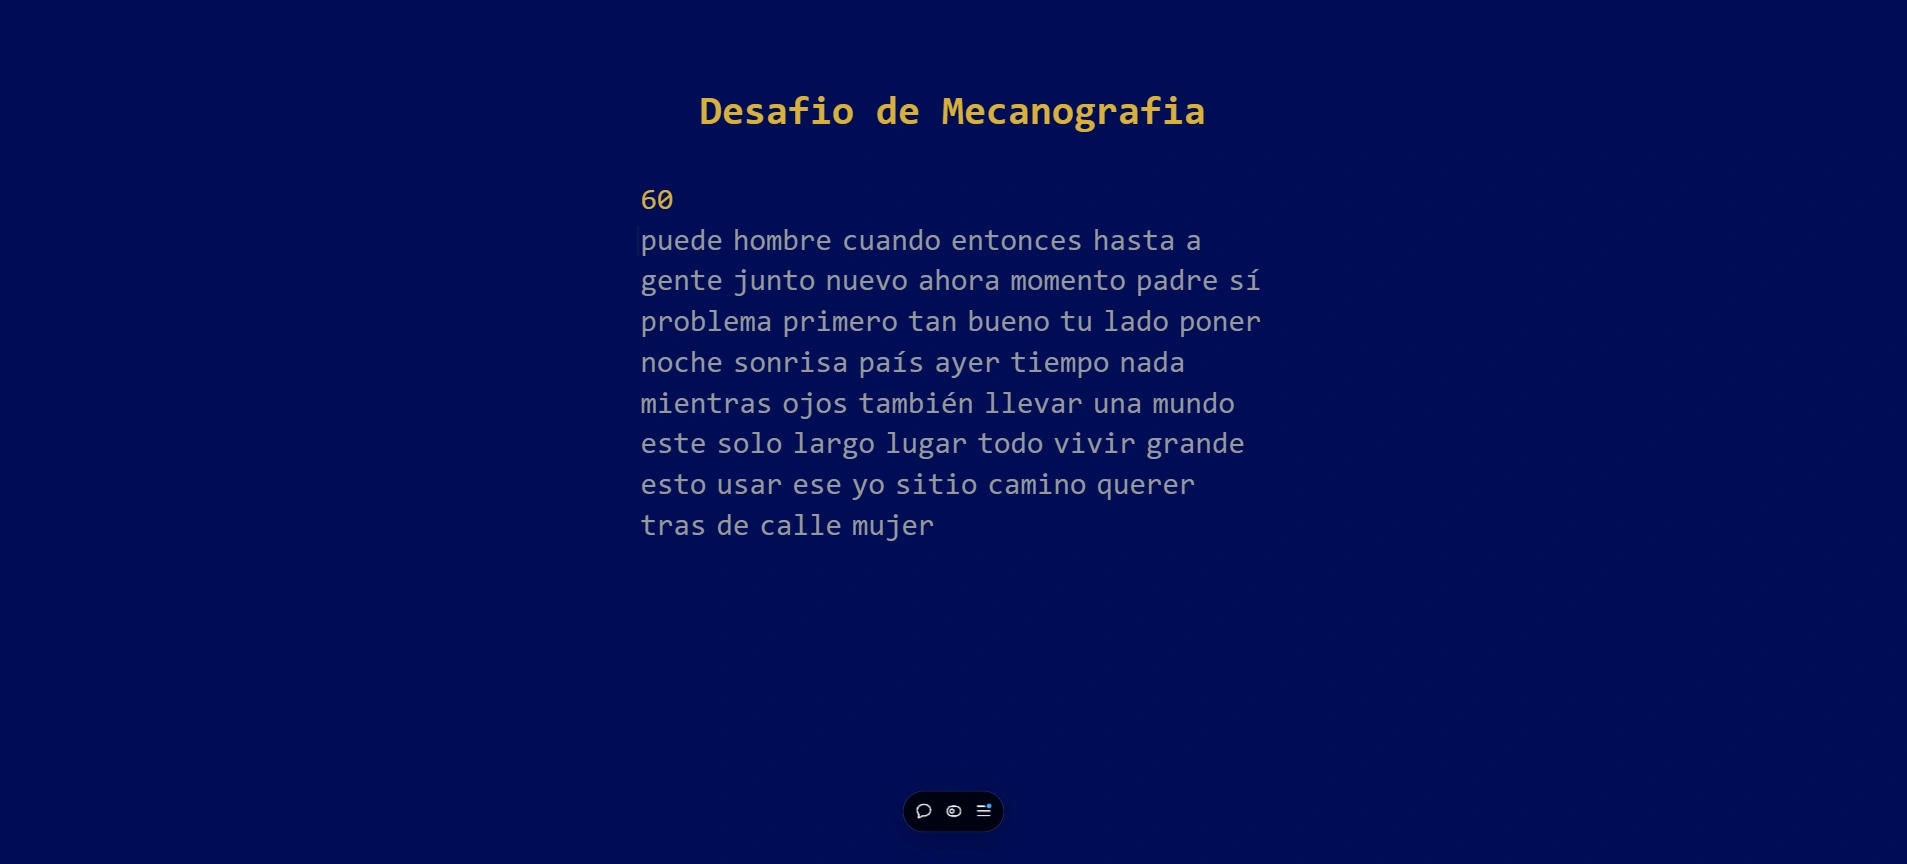 Desafio de Mecanografia
60
puede hombre cuando entonces hasta a
gente junto nuevo ahora momento padre sí
problema primero tan bueno tu lado poner
noche sonrisa país ayer tiempo nada
mientras ojos también llevar una mundo
este solo largo lugar todo vivir grande
esto usar ese yo sitio camino querer
tras de calle mujer